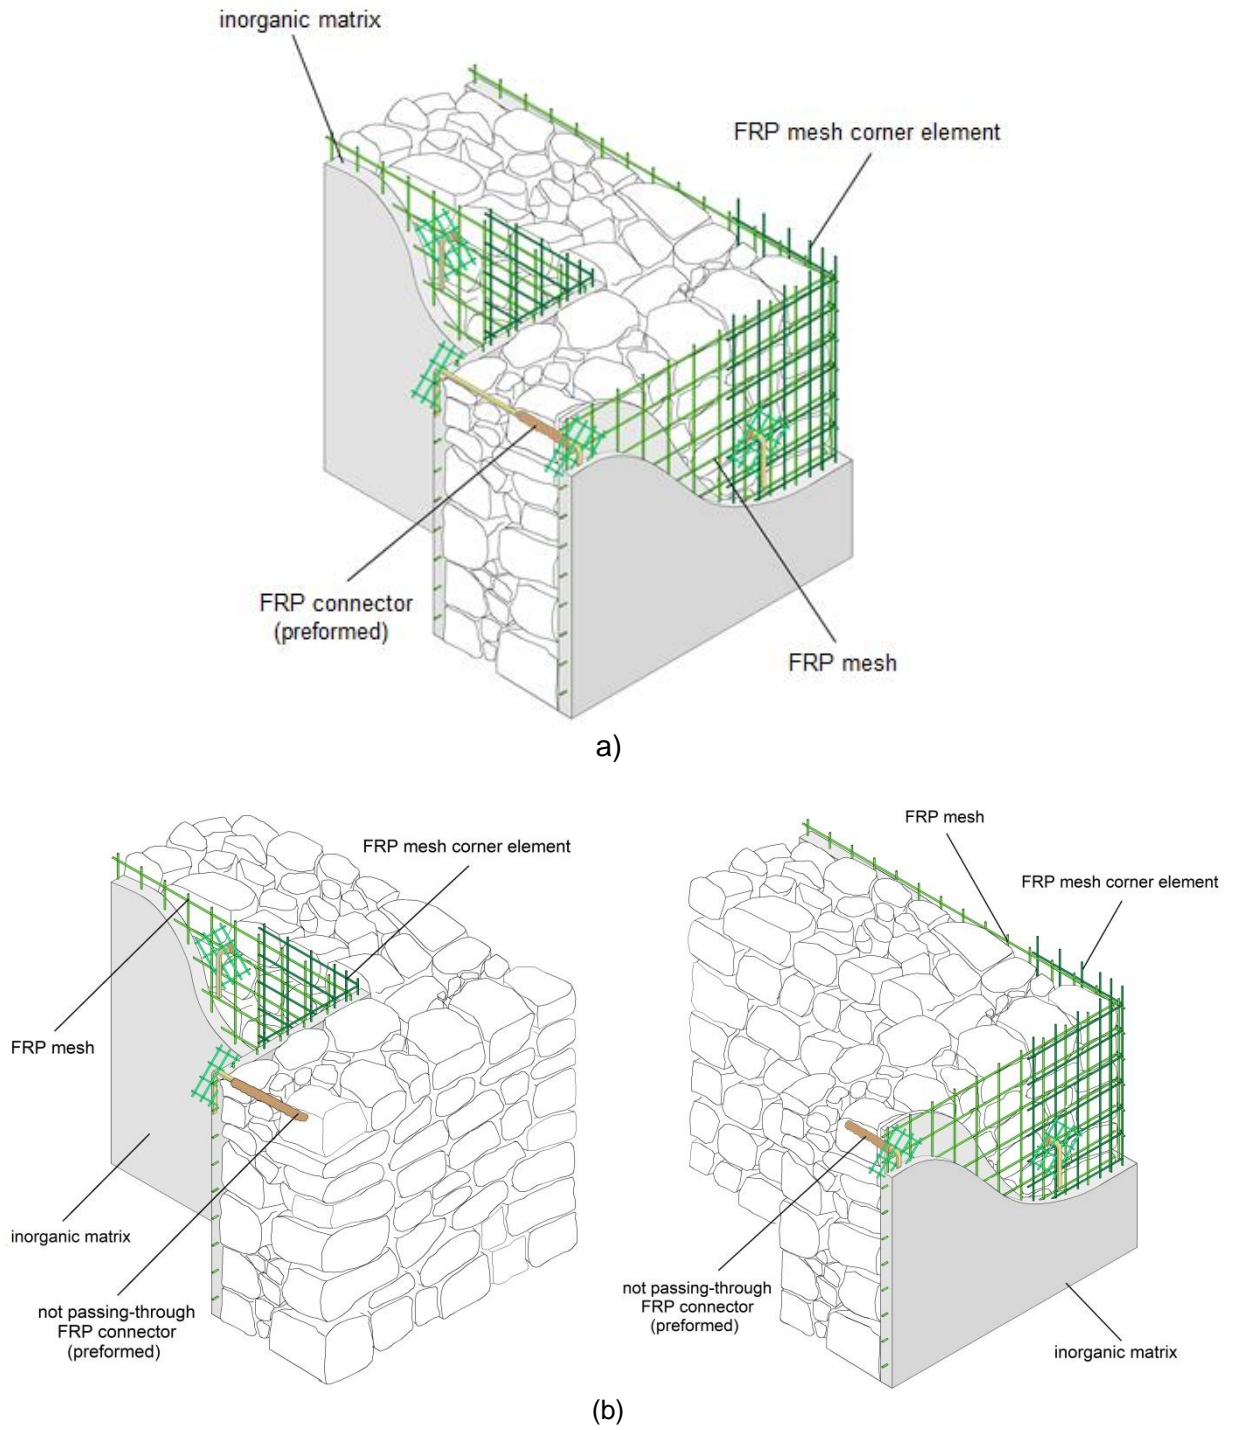 inorganic matrix
FRP mesh corner element
FRP connector
(preformed)
FRP mesh
a)
FRP mesh corner element
FRP mesh
inorganic matrix
not passing-through
FRP connector
(preformed)
FRP mesh
FRP mesh corner element
not passing-through
FRP connector
(preformed)
inorganic matrix
(b)